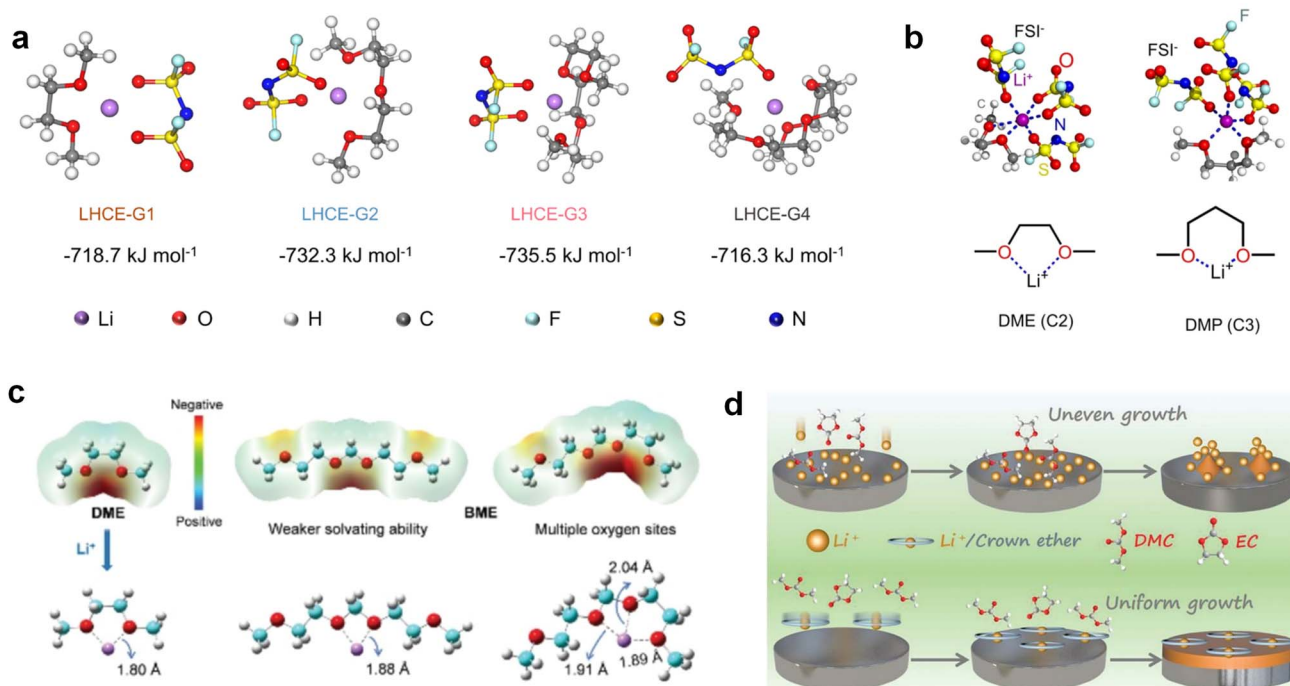 a
LHCE-G1
LHCE-G2
LHCE-G3
LHCE-G4
-718.7 kJ mol⁻¹
-732.3 kJ mol⁻¹
-735.5 kJ mol⁻¹
-716.3 kJ mol⁻¹
Li
O
H
C
F
S
N
b
FSI⁻
Li⁺
O
C
H
N
S
FSI⁻
F
O
O
Li⁺
O
O
Li⁺
DME (C2)
DMP (C3)
c
Negative
Positive
DME
Weaker solvating ability
BME
Multiple oxygen sites
Li⁺
1.80 Å
1.88 Å
2.04 Å
1.91 Å
1.89 Å
d
Uneven growth
Li⁺
Li⁺/Crown ether
DMC
EC
Uniform growth